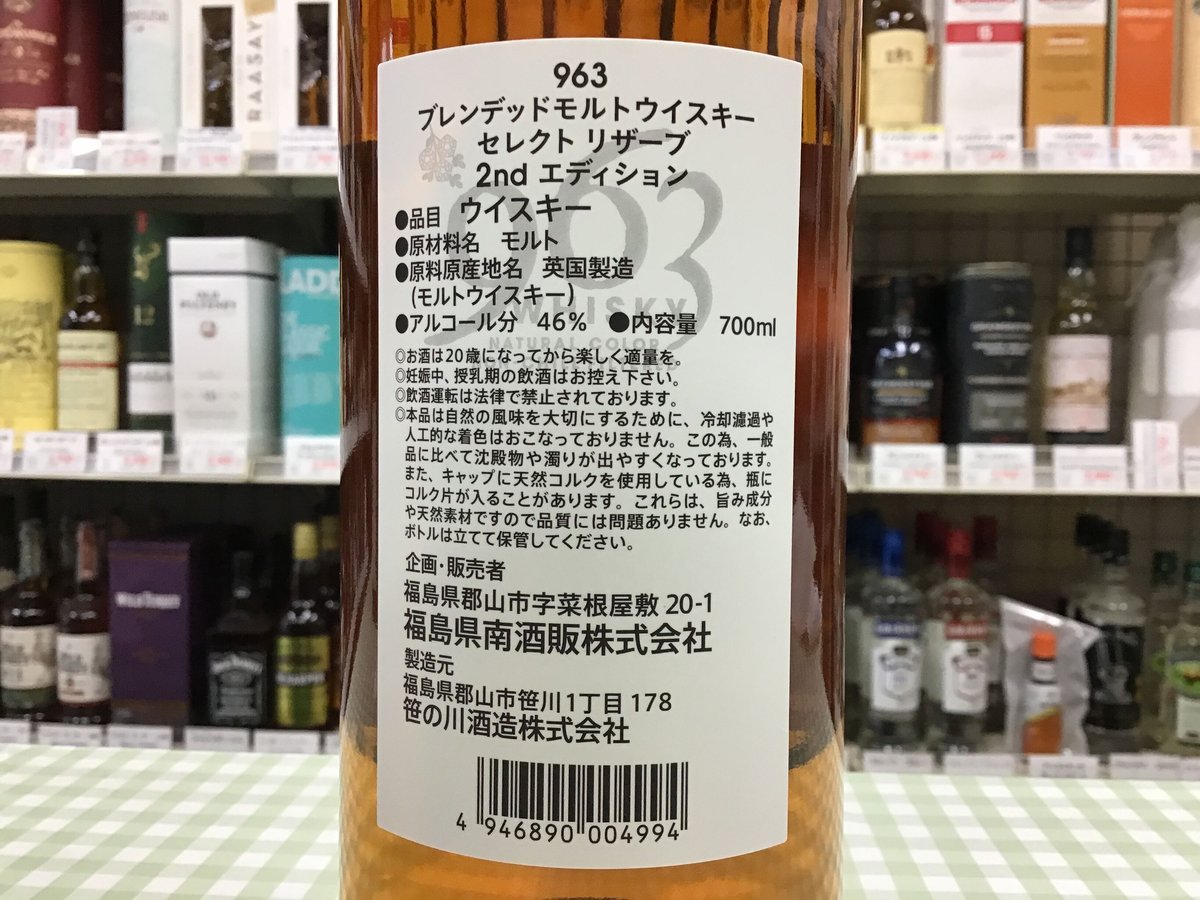 963
ブレンデッドモルトウイスキー
セレクト リザーブ
2nd エディション
●品目 ウイスキー
●原材料名 モルト
●原料原産地名 英国製造
(モルトウイスキー)
●アルコール分 46% ●内容量 700ml
963
WHISKY
NATURAL COLOR
◎お酒は20歳になってから楽しく適量を。
◎妊娠中、授乳期の飲酒はお控え下さい。
◎飲酒運転は法律で禁止されております。
◎本品は自然の風味を大切にするために、冷却濾過や
人工的な着色はおこなっておりません。この為、一般
品に比べて沈殿物や濁りが出やすくなっております。
また、キャップに天然コルクを使用している為、瓶に
コルク片が入ることがあります。これらは、旨み成分
や天然素材ですので品質には問題ありません。なお、
ボトルは立てて保管してください。
企画・販売者
福島県郡山市字菜根屋敷 20-1
福島県南酒販株式会社
製造元
福島県郡山市笹川1丁目178
笹の川酒造株式会社
4 946890 004994
RAASAY
WILD TURKEY
12